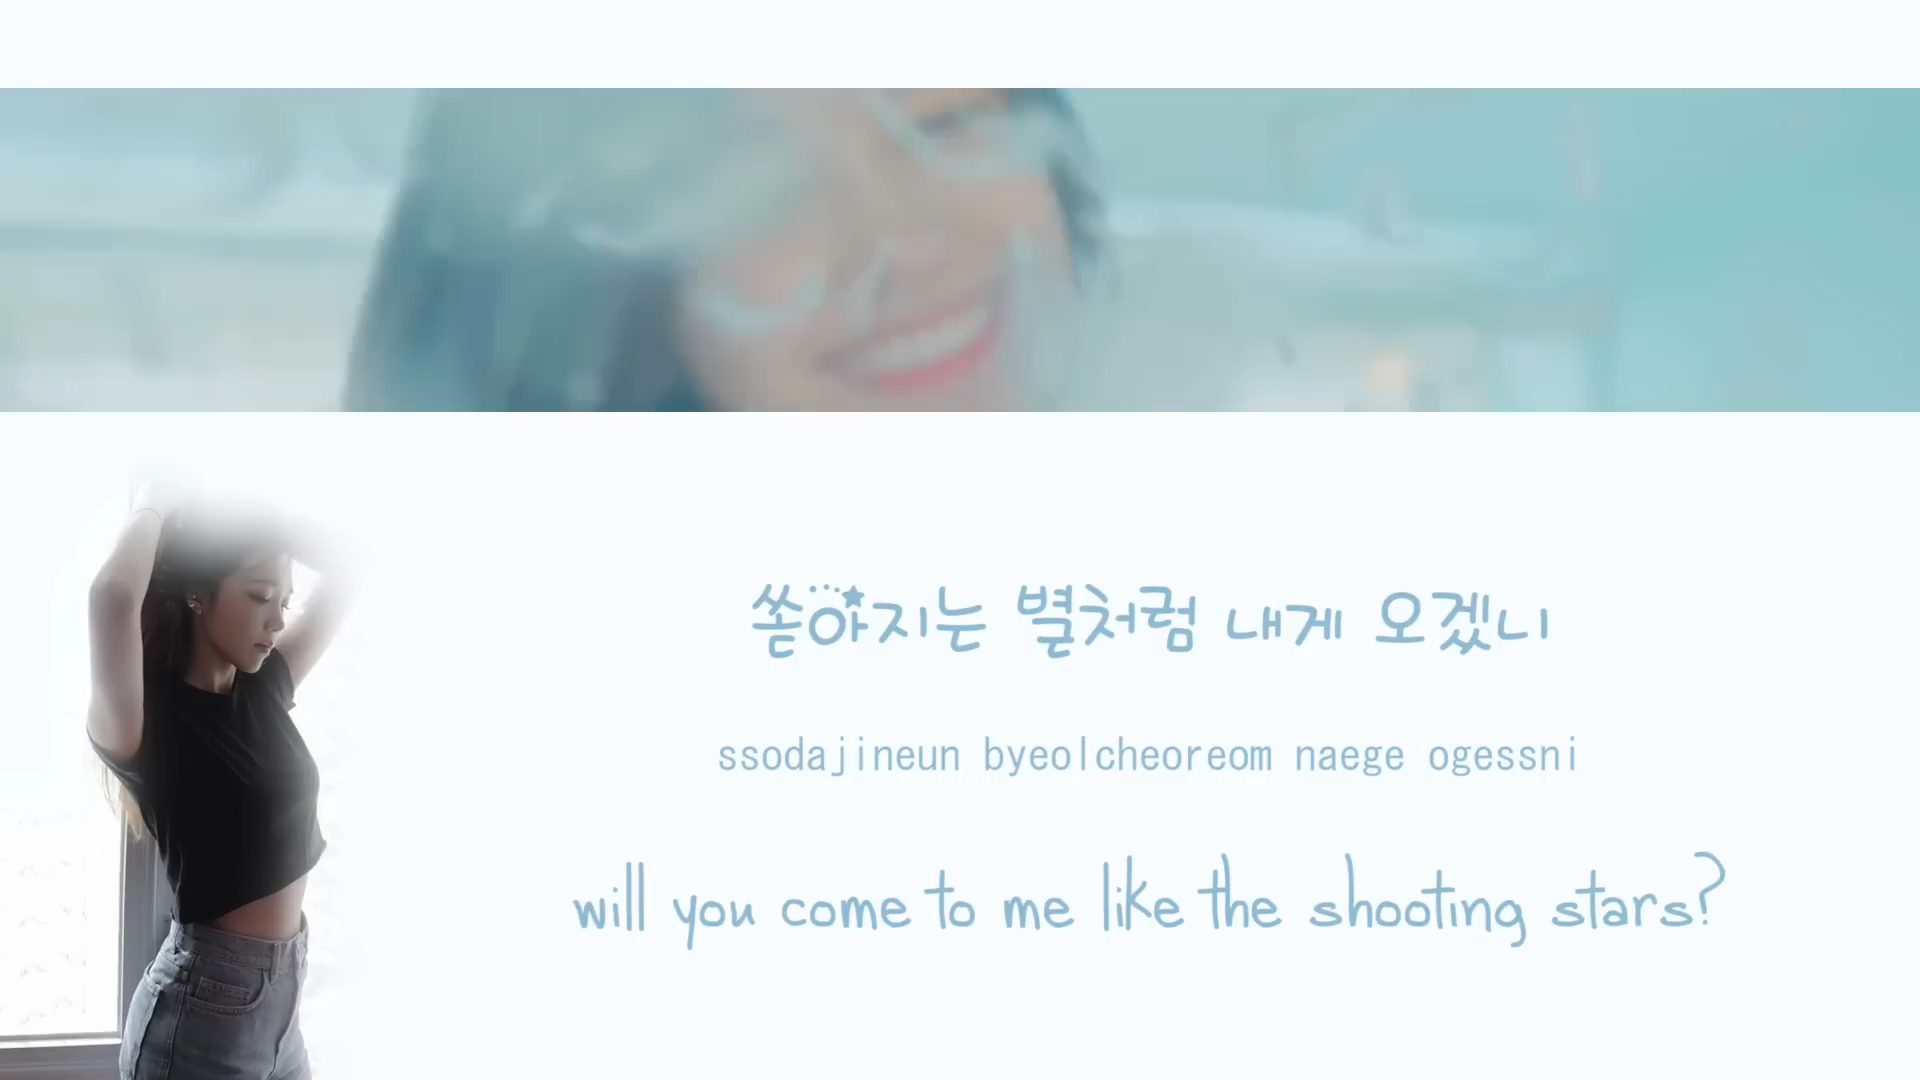 쏟아지는 별처럼 내게 오겠니
ssodajineun byeolcheoreom naege ogessni
will you come to me like the shooting stars?